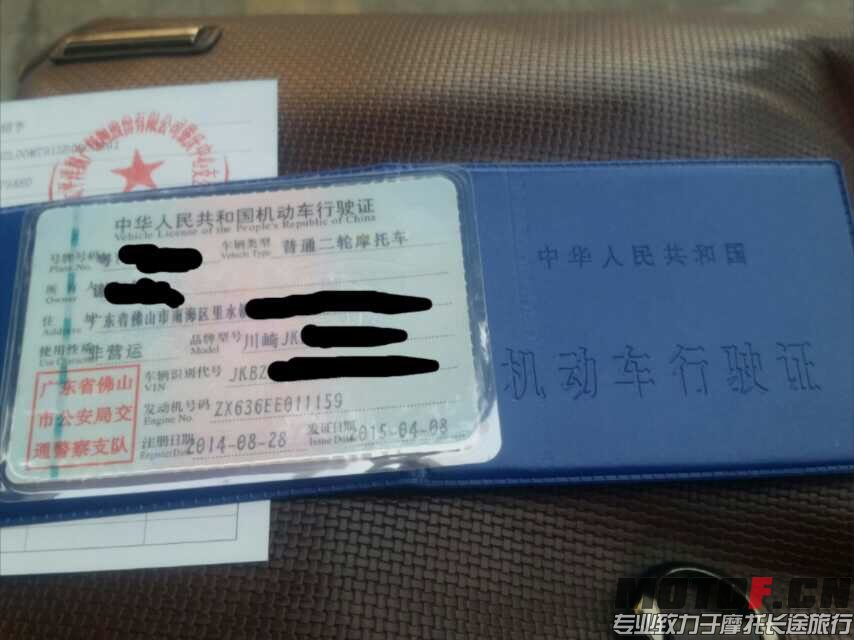 中华人民共和国机动车行驶证
Vehicle License of the People's Republic of China
号牌号码 粤
Plate No.
车辆类型 普通二轮摩托车
Vehicle Type
所 人
Owner
住 址 广东省佛山市南海区里水镇
Address
使用性质 非营运
Use Character
品牌型号 川崎JK
Model
车辆识别代号 JKBZ
VIN
发动机号码 ZX636EE011159
Engine No.
注册日期 2014-08-28
Register Date
发证日期 2015-04-08
Issue Date
广东省佛山
市公安局交
通警察支队
中华人民共和国
机动车行驶证
MOTOF.CN
专业致力于摩托长途旅行